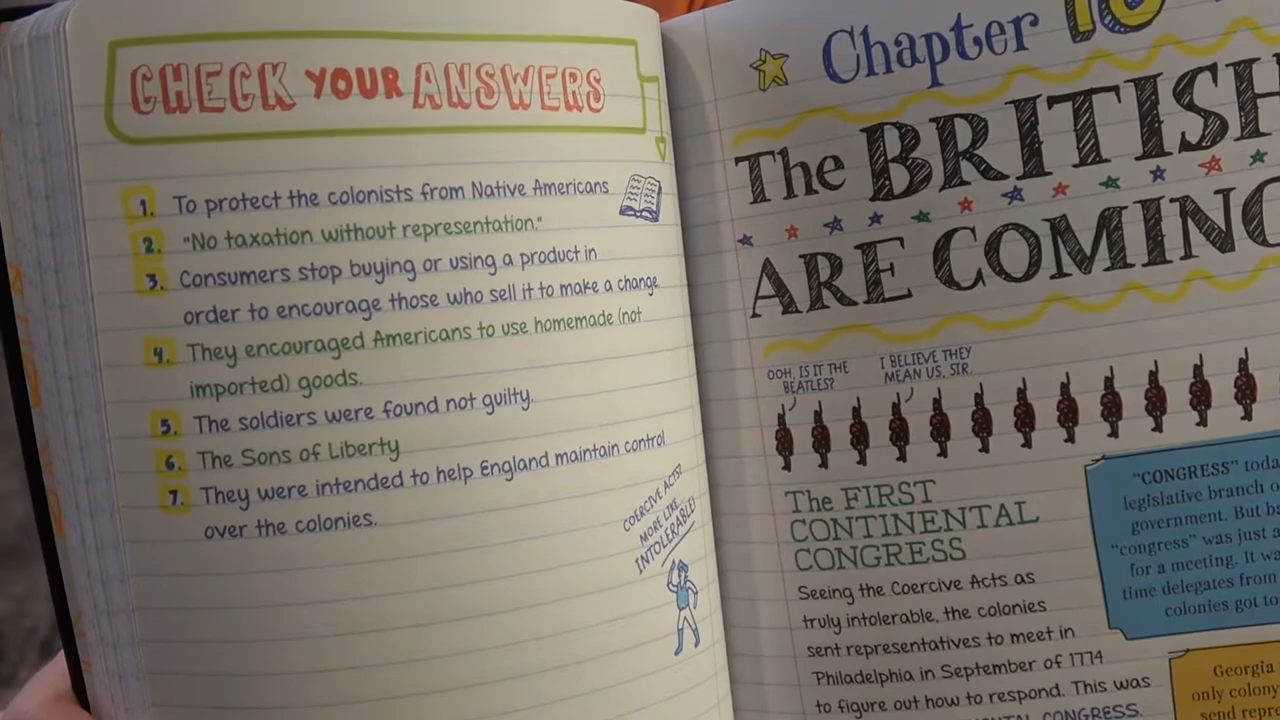 CHECK YOUR ANSWERS
1. To protect the colonists from Native Americans
2. "No taxation without representation."
3. Consumers stop buying or using a product in
order to encourage those who sell it to make a change.
4. They encouraged Americans to use homemade (not
imported) goods.
5. The soldiers were found not guilty.
6. The Sons of Liberty
7. They were intended to help England maintain control
over the colonies.
COERCIVE ACTS?
MORE LIKE...
INTOLERABLE!
Chapter
The BRITISH
ARE COMING
OOH, IS IT THE
BEATLES?
I BELIEVE THEY
MEAN US, SIR.
The FIRST
CONTINENTAL
CONGRESS
Seeing the Coercive Acts as
truly intolerable, the colonies
sent representatives to meet in
Philadelphia in September of 1774
to figure out how to respond. This was
CONGRESS.
"CONGRESS"
legislative branch
government. But
"congress" was just
for a meeting. It
time delegates from
colonies got
Georgia
only colony
send